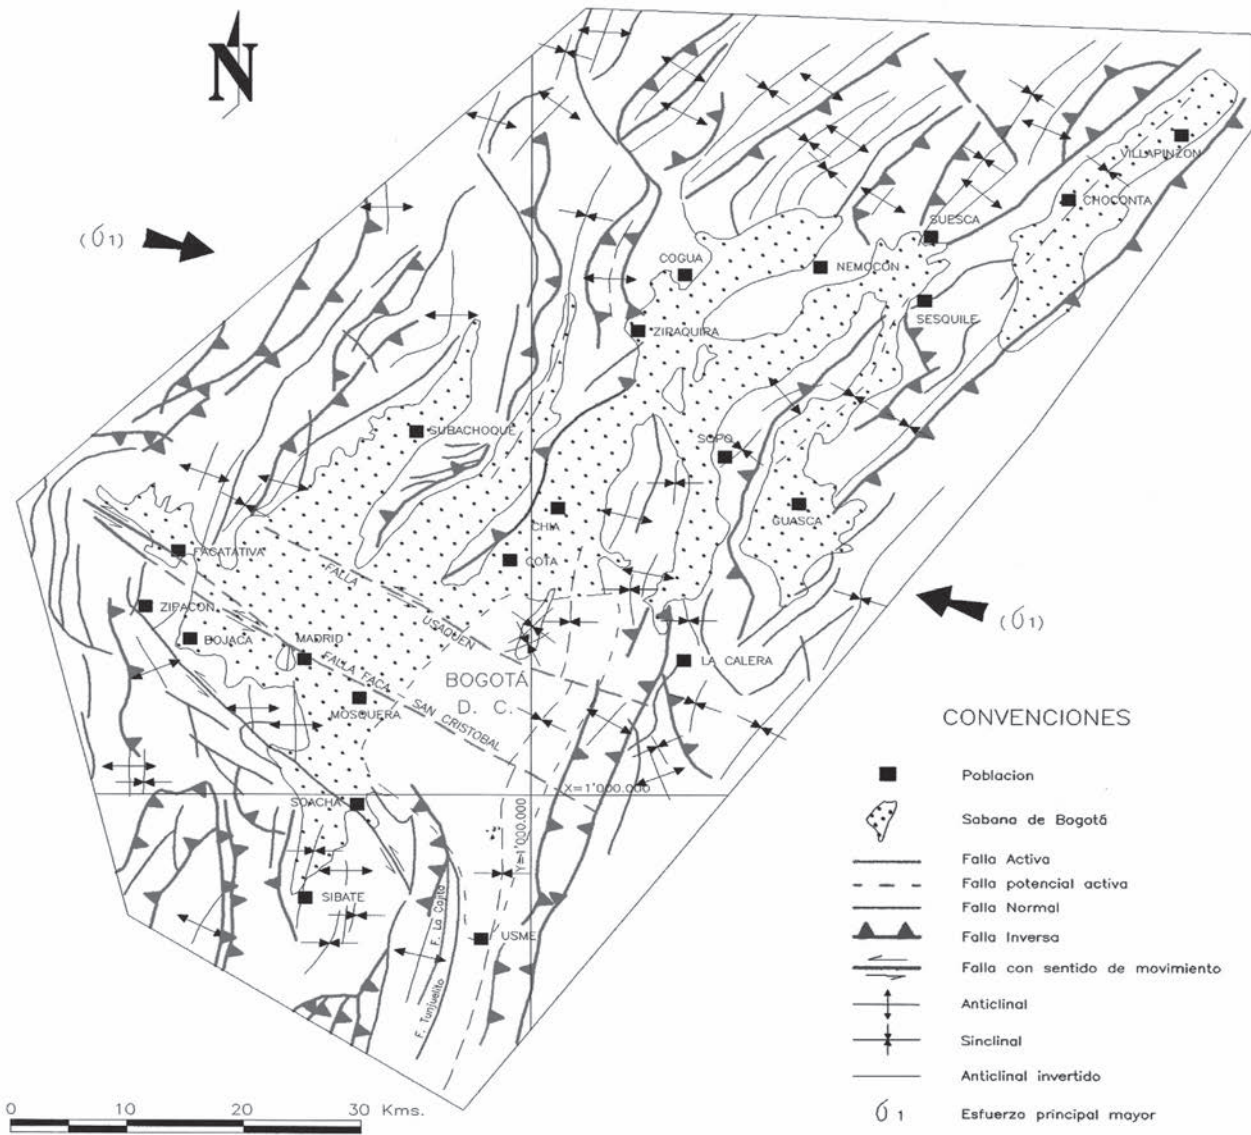 N
(σ1)
VILLAPINZON
CHOCONTA
SUESCA
COGUA
NEMOCON
SESQUILE
ZIRAQUIRA
SUBACHOQUE
SOPO
GUASCA
CHIA
FACATATIVA
COTA
FALLA USAQUEN
ZIPACON
(σ1)
BOJACA
MADRID
LA CALERA
FALLA FACA - SAN CRISTOBAL
BOGOTÁ
D. C.
MOSQUERA
X=1'000.000
Y=1'000.000
SOACHA
SIBATE
F. La Cajita
USME
F. Tunjuelito
CONVENCIONES
Poblacion
Sabana de Bogotá
Falla Activa
Falla potencial activa
Falla Normal
Falla Inversa
Falla con sentido de movimiento
Anticlinal
Sinclinal
Anticlinal invertido
σ1 Esfuerzo principal mayor
0 10 20 30 Kms.